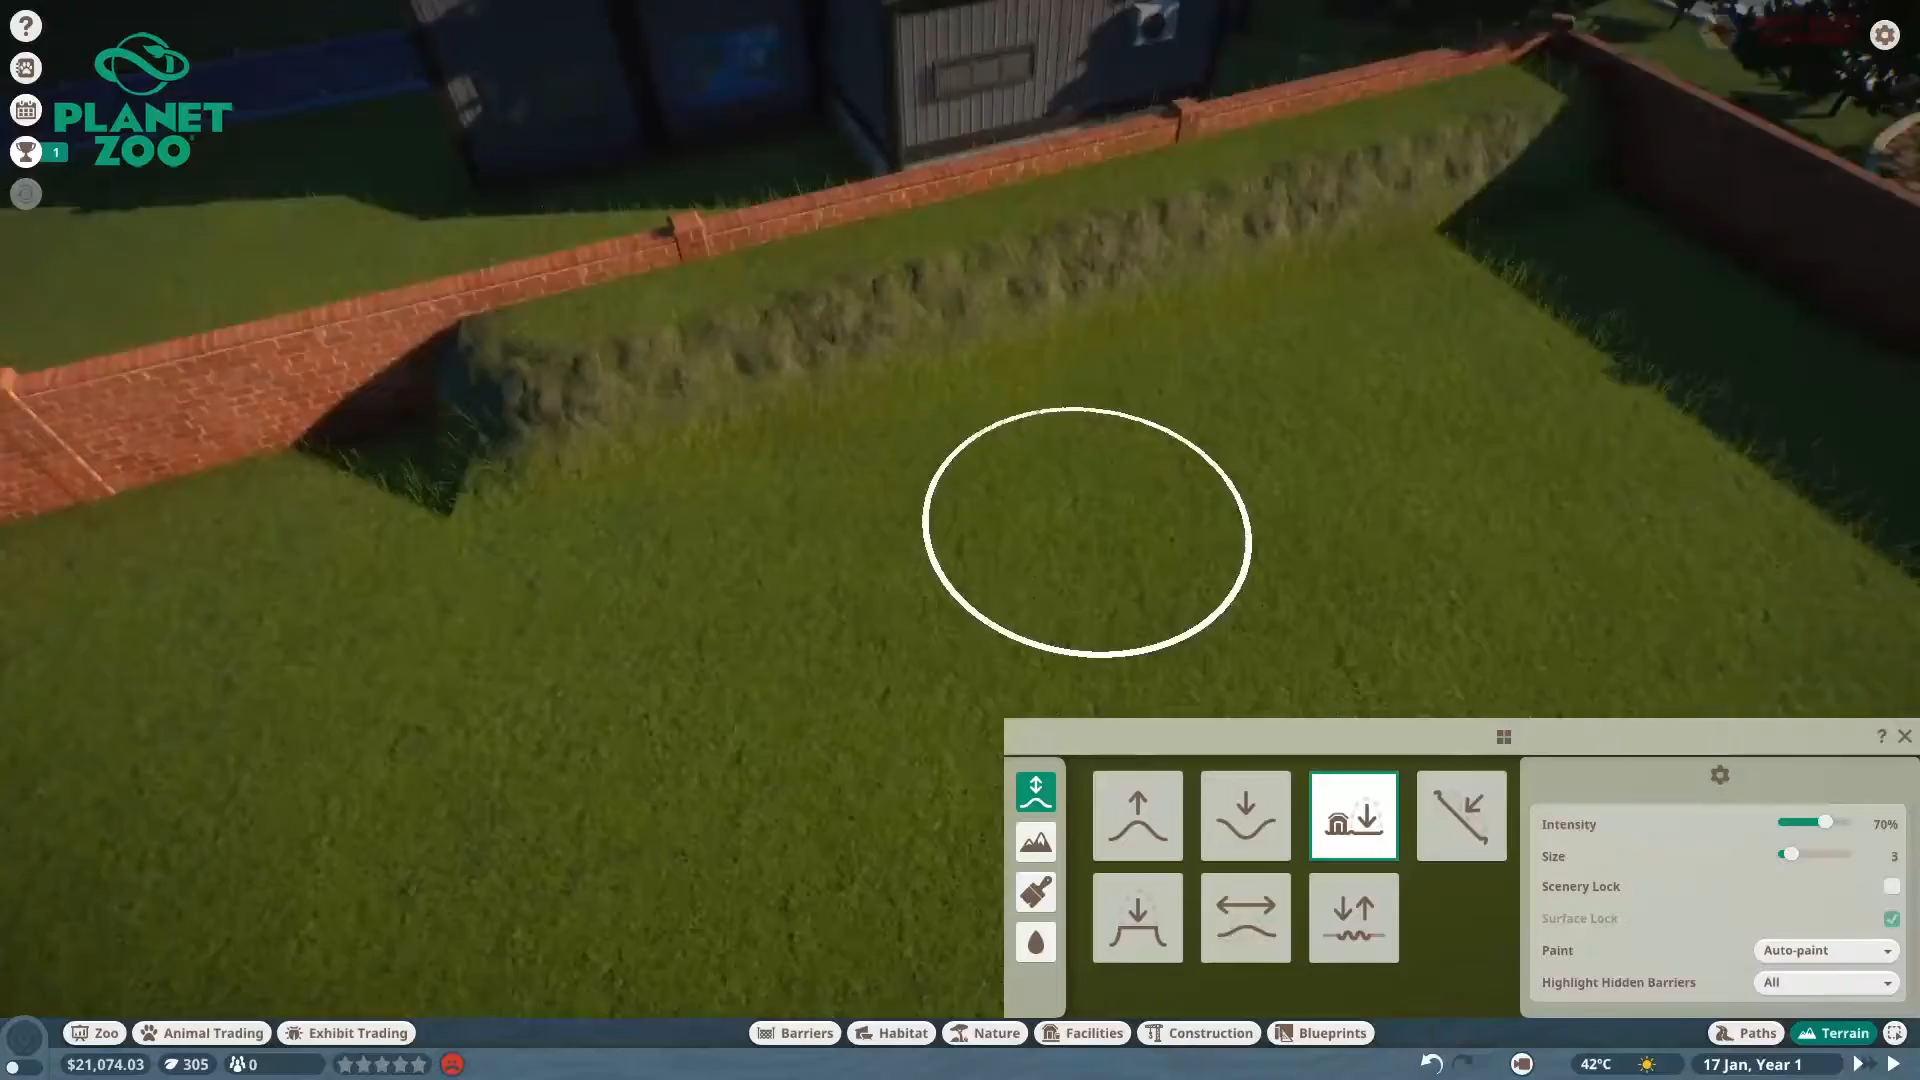 ?
PLANET
ZOO
1
?
Intensity 70%
Size 3
Scenery Lock
Surface Lock
Paint Auto-paint
Highlight Hidden Barriers All
Zoo Animal Trading Exhibit Trading Barriers Habitat Nature Facilities Construction Blueprints Paths Terrain
$21,074.03 305 0 42°C 17 Jan, Year 1